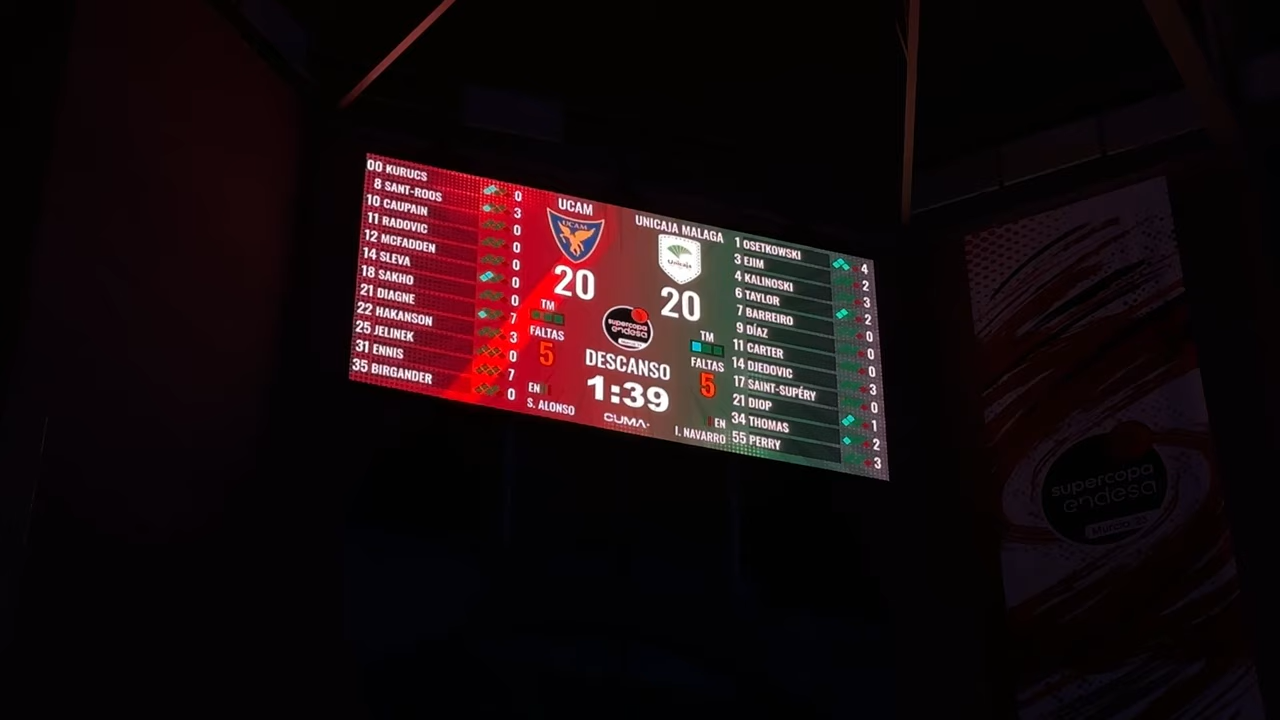 00 KURUCS 0
8 SANT-ROOS 3
10 CAUPAIN 0
11 RADOVIC 0
12 MCFADDEN 0
14 SLEVA 0
18 SAKHO 0
21 DIAGNE 7
22 HAKANSON 3
25 JELINEK 0
31 ENNIS 7
35 BIRGANDER 0
UCAM
UCAM
20
TM
FALTAS
5
EN
S. ALONSO
supercopa
endesa
DESCANSO
1:39
CUMA
UNICAJA MALAGA
Unicaja
20
TM
FALTAS
5
EN
I. NAVARRO
1 OSETKOWSKI 4
3 EJIM 2
4 KALINOSKI 3
6 TAYLOR 2
7 BARREIRO 0
9 DÍAZ 0
11 CARTER 0
14 DJEDOVIC 3
17 SAINT-SUPÉRY 0
21 DIOP 1
34 THOMAS 2
55 PERRY 3
supercopa
endesa